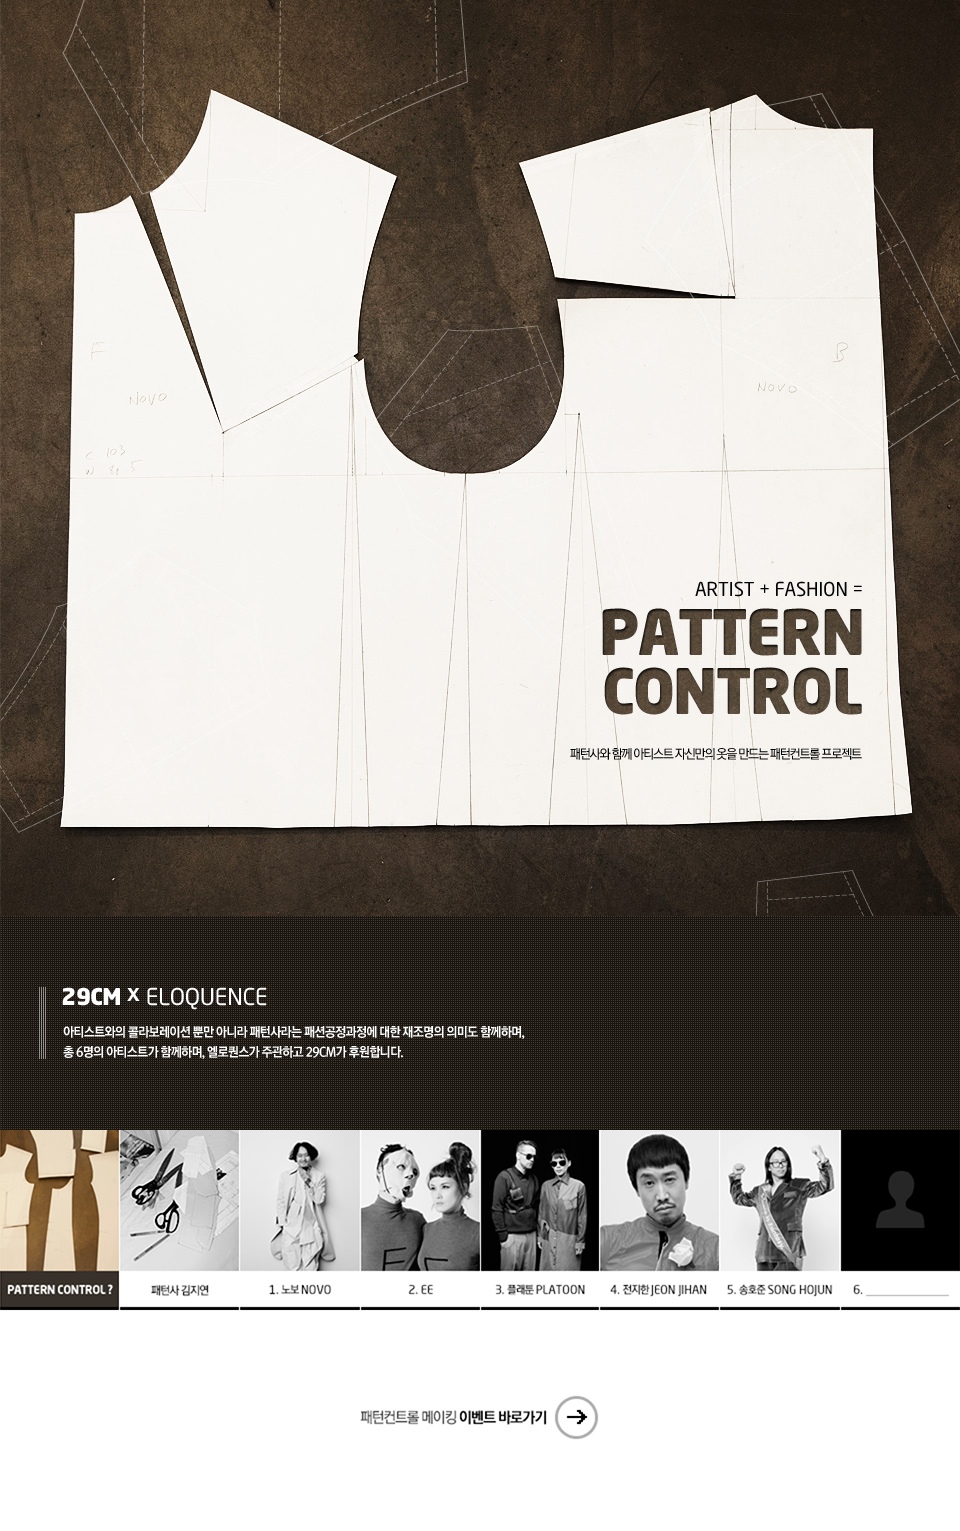 F
NOVO
B
NOVO
ARTIST + FASHION =
PATTERN
CONTROL
패턴사와 함께 아티스트 자신만의 옷을 만드는 패턴컨트롤 프로젝트
29CM X ELOQUENCE
아티스트와의 콜라보레이션 뿐만 아니라 패턴사라는 패션공정과정에 대한 재조명의 의미도 함께하며,
총 6명의 아티스트가 함께하며, 엘로퀀스가 주관하고 29CM가 후원합니다.
PATTERN CONTROL ?
패턴사 김지연
1. 노보 NOVO
2. EE
3. 플래툰 PLATOON
4. 전지한 JEON JIHAN
5. 송호준 SONG HOJUN
6.
패턴컨트롤 메이킹 이벤트 바로가기